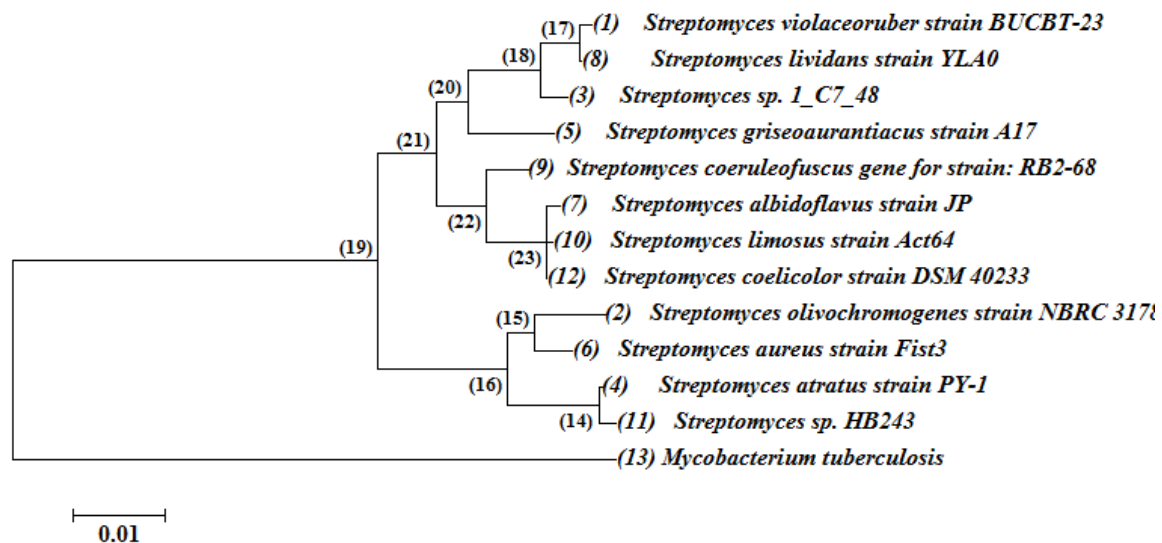 (17) (1) Streptomyces violaceoruber strain BUCBT-23
(18) (8) Streptomyces lividans strain YLA0
(20) (3) Streptomyces sp. 1_C7_48
(21) (5) Streptomyces griseoaurantiacus strain A17
(9) Streptomyces coeruleofuscus gene for strain: RB2-68
(22) (7) Streptomyces albidoflavus strain JP
(19) (23) (10) Streptomyces limosus strain Act64
(12) Streptomyces coelicolor strain DSM 40233
(15) (2) Streptomyces olivochromogenes strain NBRC 3178
(6) Streptomyces aureus strain Fist3
(16) (4) Streptomyces atratus strain PY-1
(14) (11) Streptomyces sp. HB243
(13) Mycobacterium tuberculosis
0.01